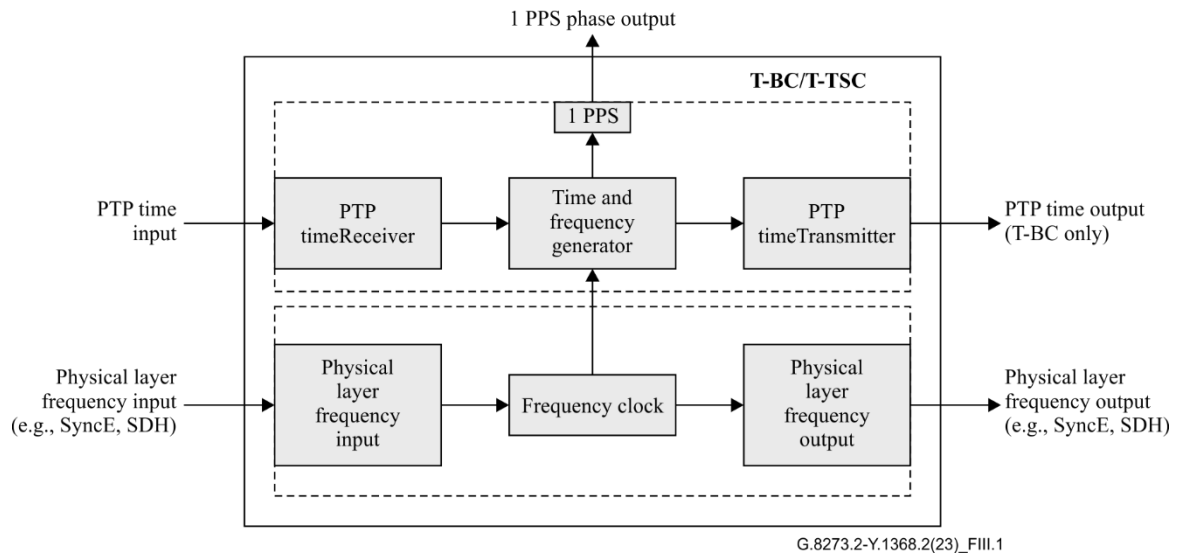 1 PPS phase output
T-BC/T-TSC
1 PPS
PTP time
input
PTP
timeReceiver
Time and
frequency
generator
PTP
timeTransmitter
PTP time output
(T-BC only)
Physical layer
frequency input
(e.g., SyncE, SDH)
Physical
layer
frequency
input
Frequency clock
Physical
layer
frequency
output
Physical layer
frequency output
(e.g., SyncE, SDH)
G.8273.2-Y.1368.2(23)_FIII.1